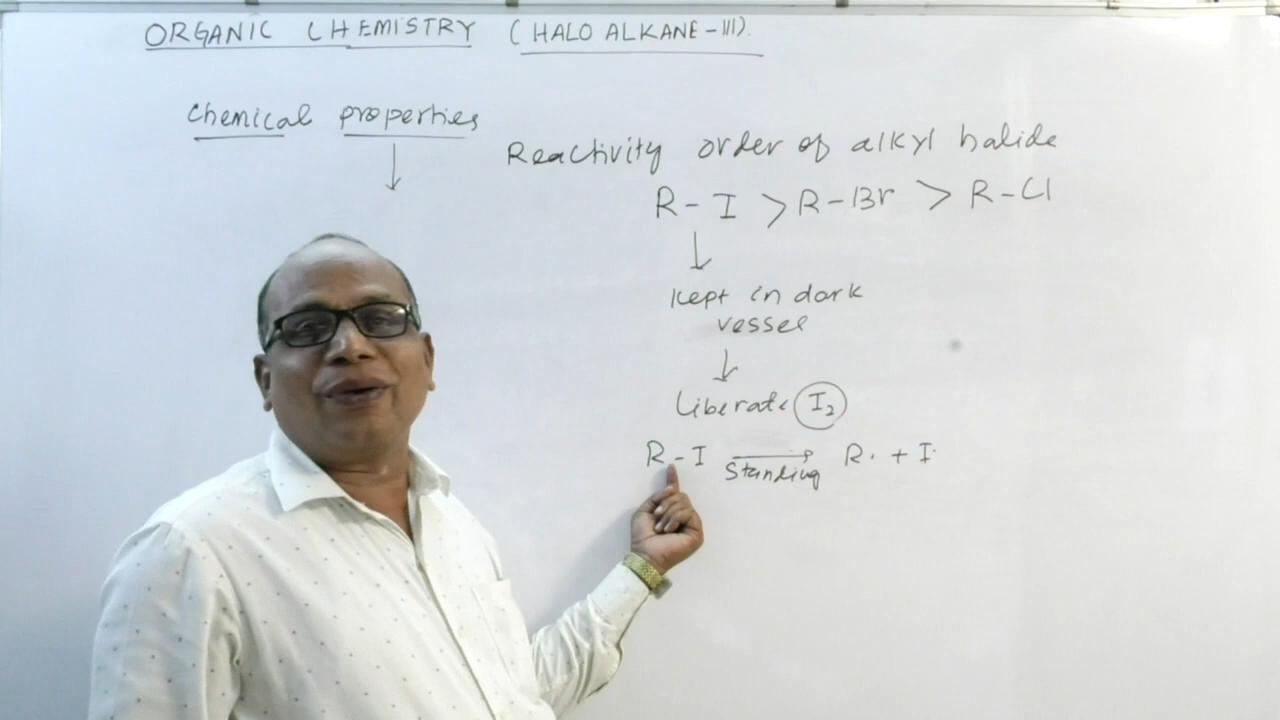 ORGANIC CHEMISTRY (HALO ALKANE-III).
Chemical properties
Reactivity order of alkyl halide
R-I > R-Br > R-Cl
Kept in dark
vessel
Liberate I₂
R-I Standing R· + I·